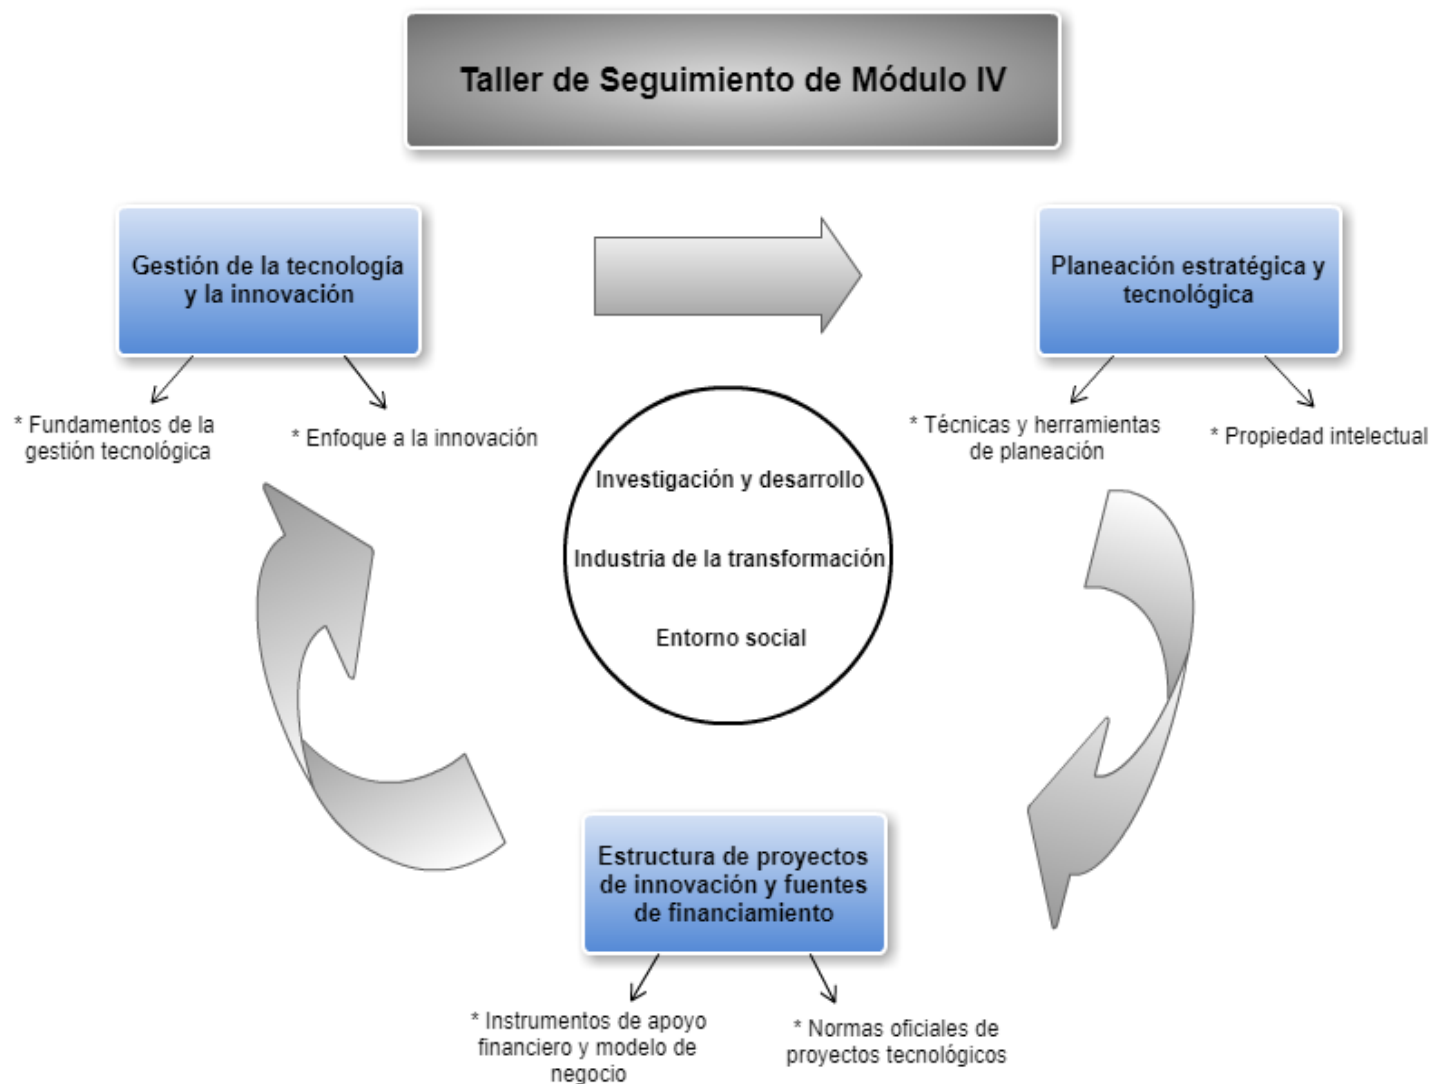 Taller de Seguimiento de Módulo IV
Gestión de la tecnología
y la innovación
Planeación estratégica y
tecnológica
* Fundamentos de la
gestión tecnológica
* Enfoque a la innovación
* Técnicas y herramientas
de planeación
* Propiedad intelectual
Investigación y desarrollo
Industria de la transformación
Entorno social
Estructura de proyectos
de innovación y fuentes
de financiamiento
* Instrumentos de apoyo
financiero y modelo de
negocio
* Normas oficiales de
proyectos tecnológicos